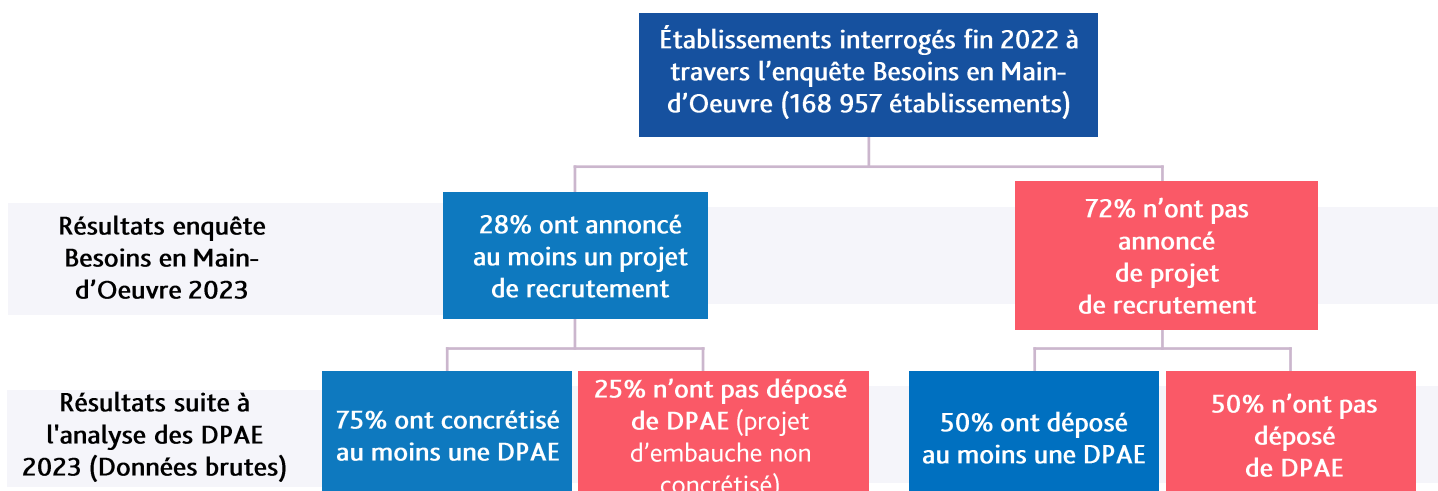 Établissements interrogés fin 2022 à
travers l’enquête Besoins en Main-
d’Oeuvre (168 957 établissements)
Résultats enquête
Besoins en Main-
d’Oeuvre 2023
28% ont annoncé
au moins un projet
de recrutement
72% n’ont pas
annoncé
de projet
de recrutement
Résultats suite à
l'analyse des DPAE
2023 (Données brutes)
75% ont concrétisé
au moins une DPAE
25% n’ont pas déposé
de DPAE (projet
d’embauche non
concrétisé)
50% ont déposé
au moins une DPAE
50% n’ont pas
déposé
de DPAE